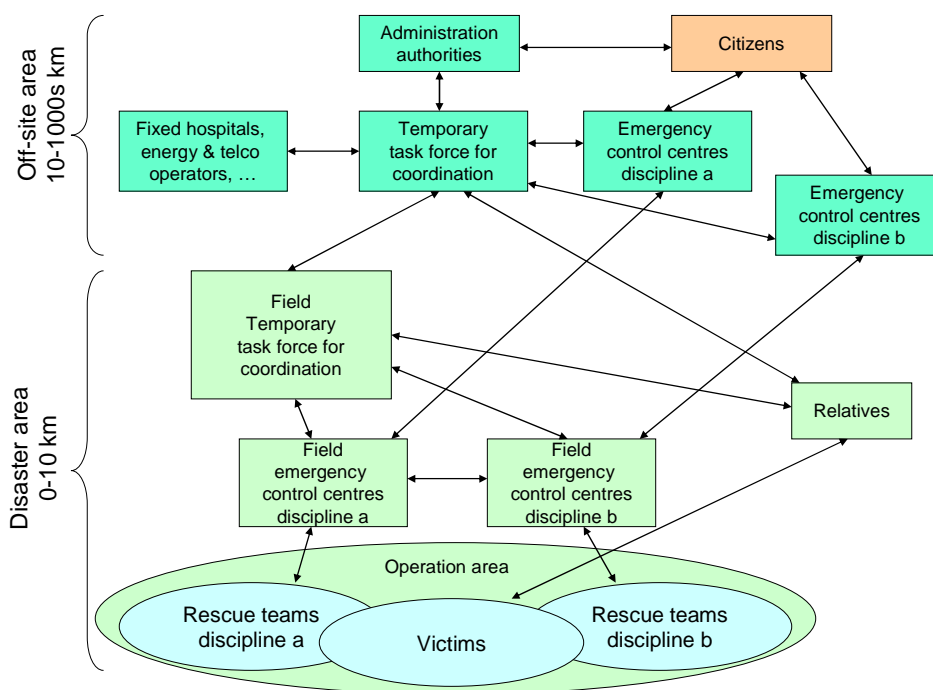 Off-site area
10-1000s km
Administration
authorities
Citizens
Fixed hospitals,
energy & telco
operators, …
Temporary
task force for
coordination
Emergency
control centres
discipline a
Emergency
control centres
discipline b
Disaster area
0-10 km
Field
Temporary
task force for
coordination
Relatives
Field
emergency
control centres
discipline a
Field
emergency
control centres
discipline b
Operation area
Rescue teams
discipline a
Victims
Rescue teams
discipline b